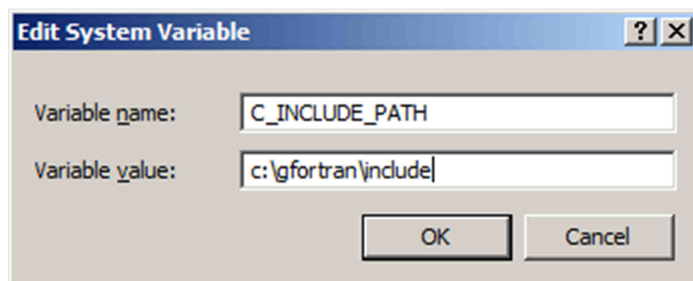 Edit System Variable
Variable name: C_INCLUDE_PATH
Variable value: c:\gfortran\include
OK Cancel